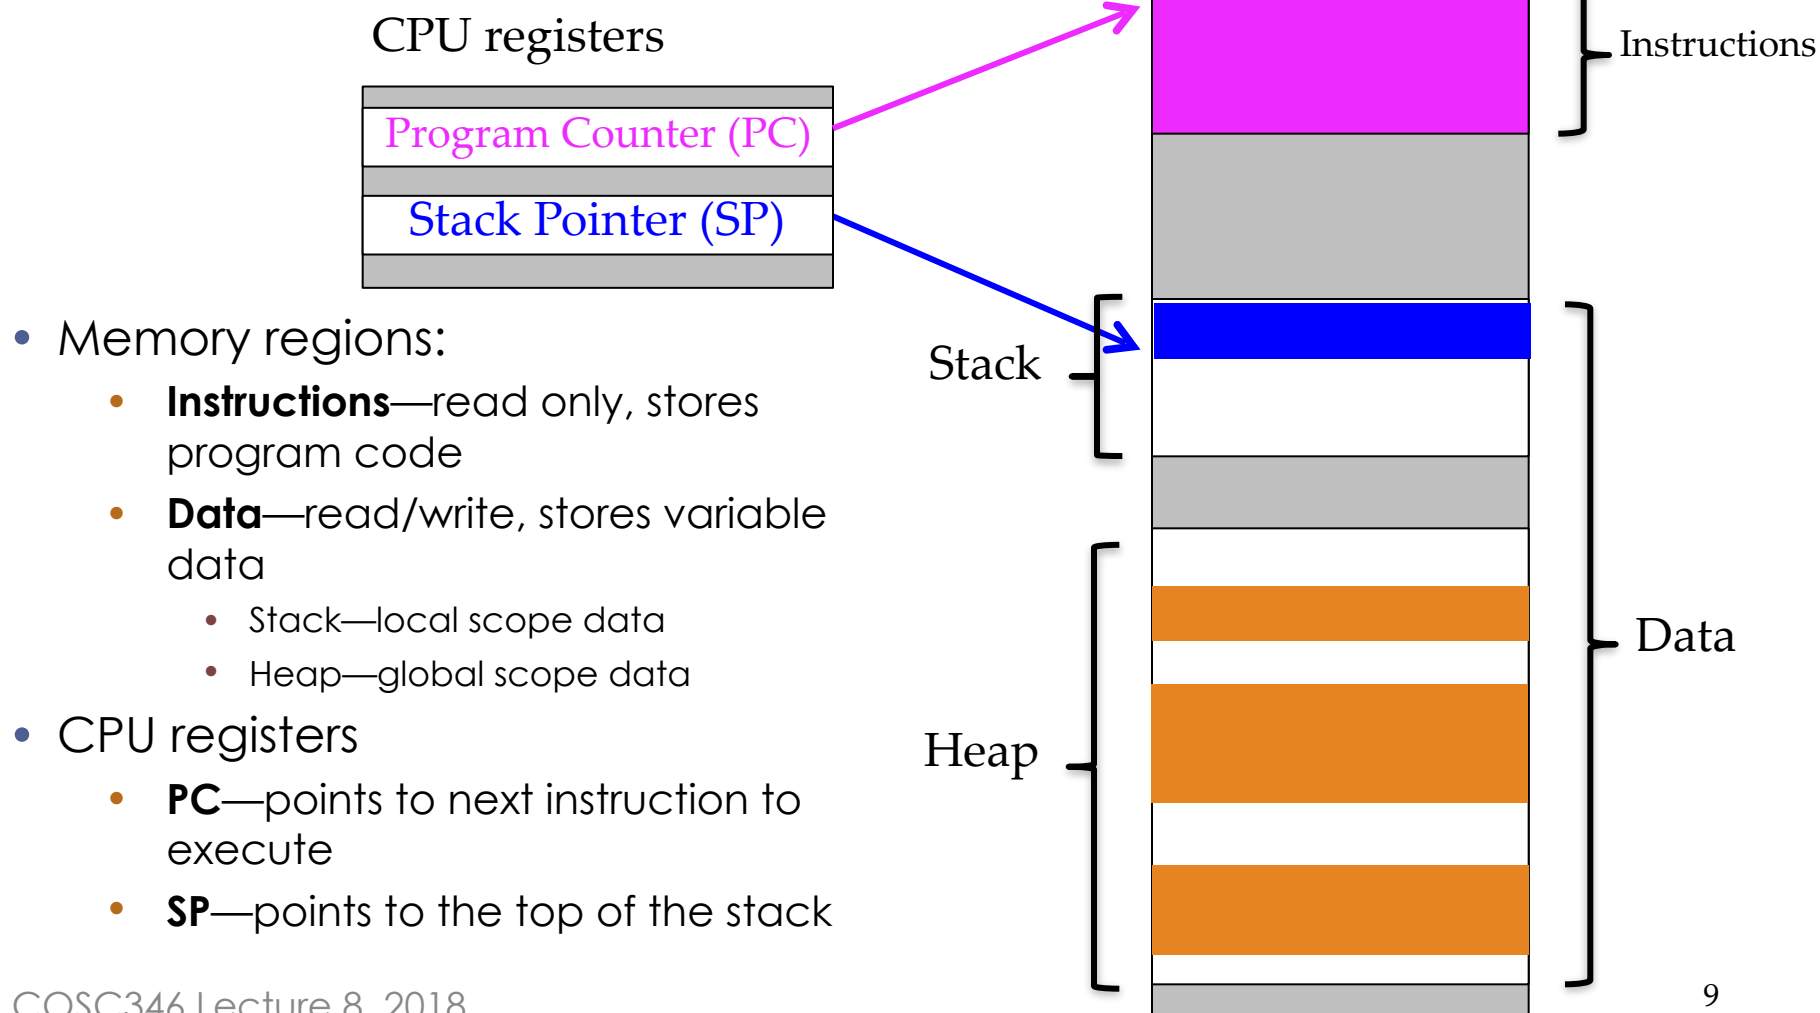 CPU registers
Program Counter (PC)
Stack Pointer (SP)
Instructions
Stack
Heap
Data
• Memory regions:
• Instructions—read only, stores
program code
• Data—read/write, stores variable
data
• Stack—local scope data
• Heap—global scope data
• CPU registers
• PC—points to next instruction to
execute
• SP—points to the top of the stack
COSC346 Lecture 8, 2018
9